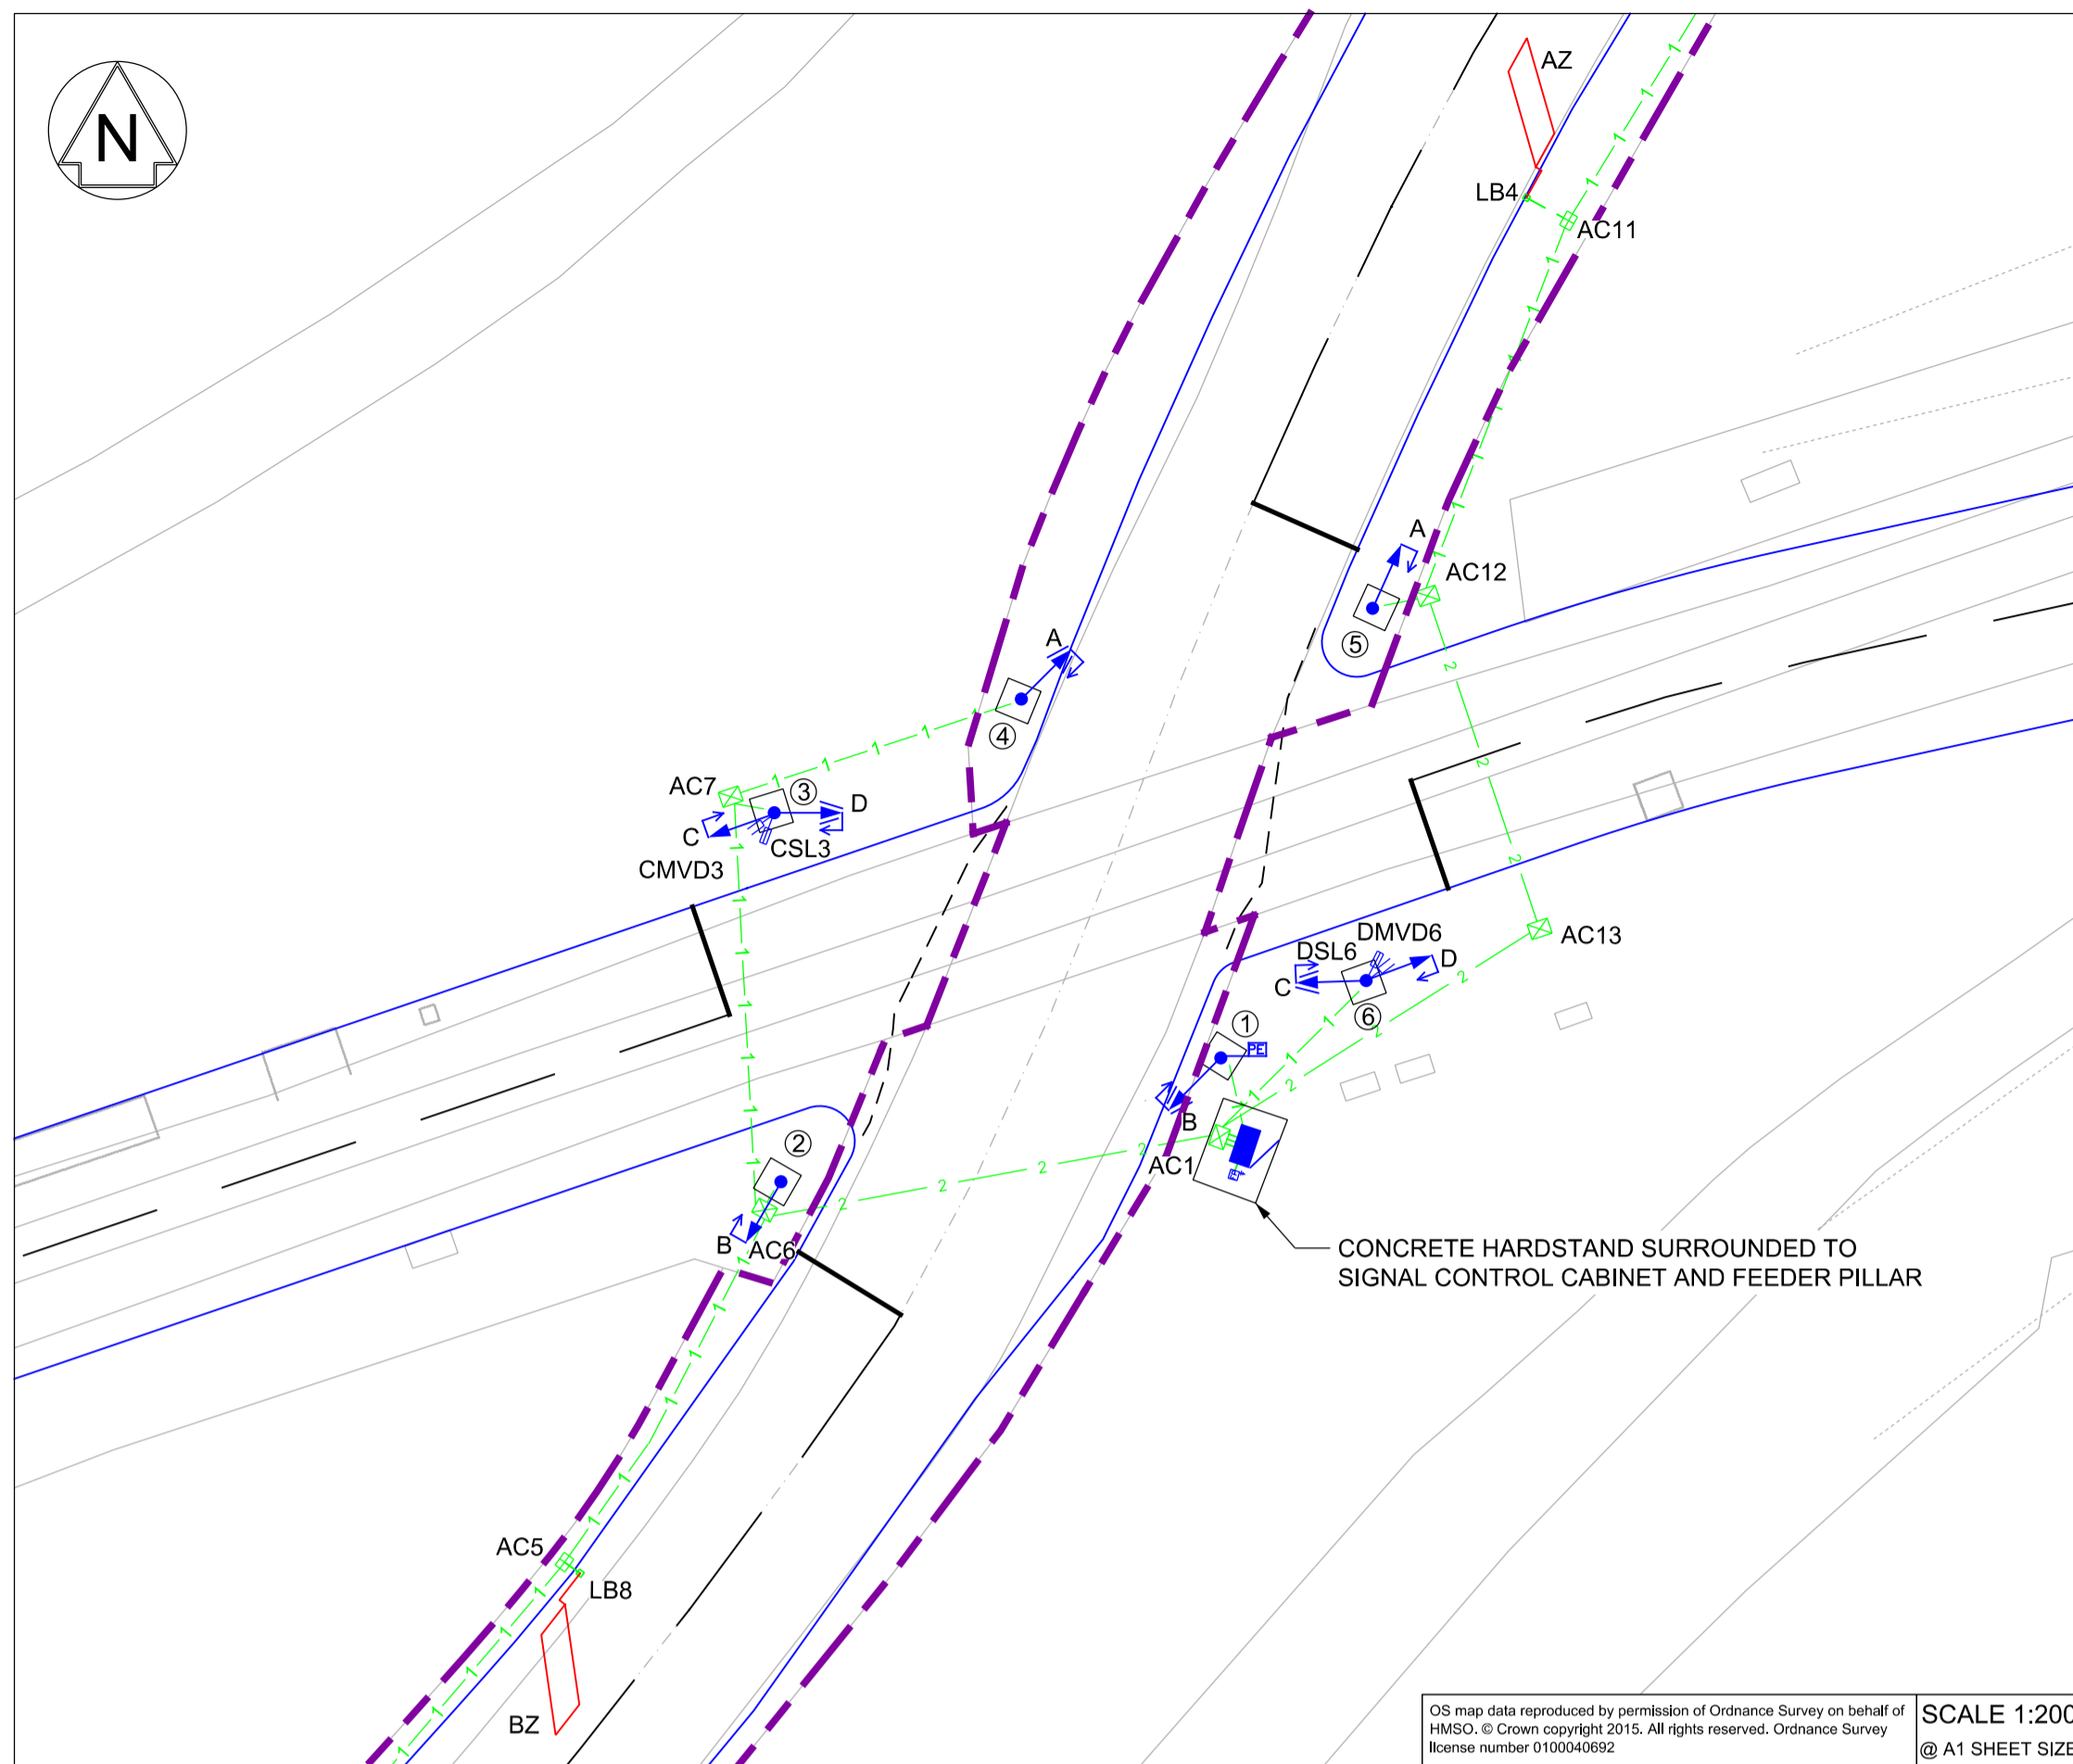 N
AZ
LB4
AC11
A
AC12
⑤
A
④
AC7
③
D
C
CSL3
CMVD3
AC13
DMVD6
DSL6
D
C
⑥
①
PE
B
AC1
②
B
AC6
CONCRETE HARDSTAND SURROUNDED TO
SIGNAL CONTROL CABINET AND FEEDER PILLAR
AC5
LB8
BZ
OS map data reproduced by permission of Ordnance Survey on behalf of
HMSO. © Crown copyright 2015. All rights reserved. Ordnance Survey
license number 0100040692
SCALE 1:200
@ A1 SHEET SIZE